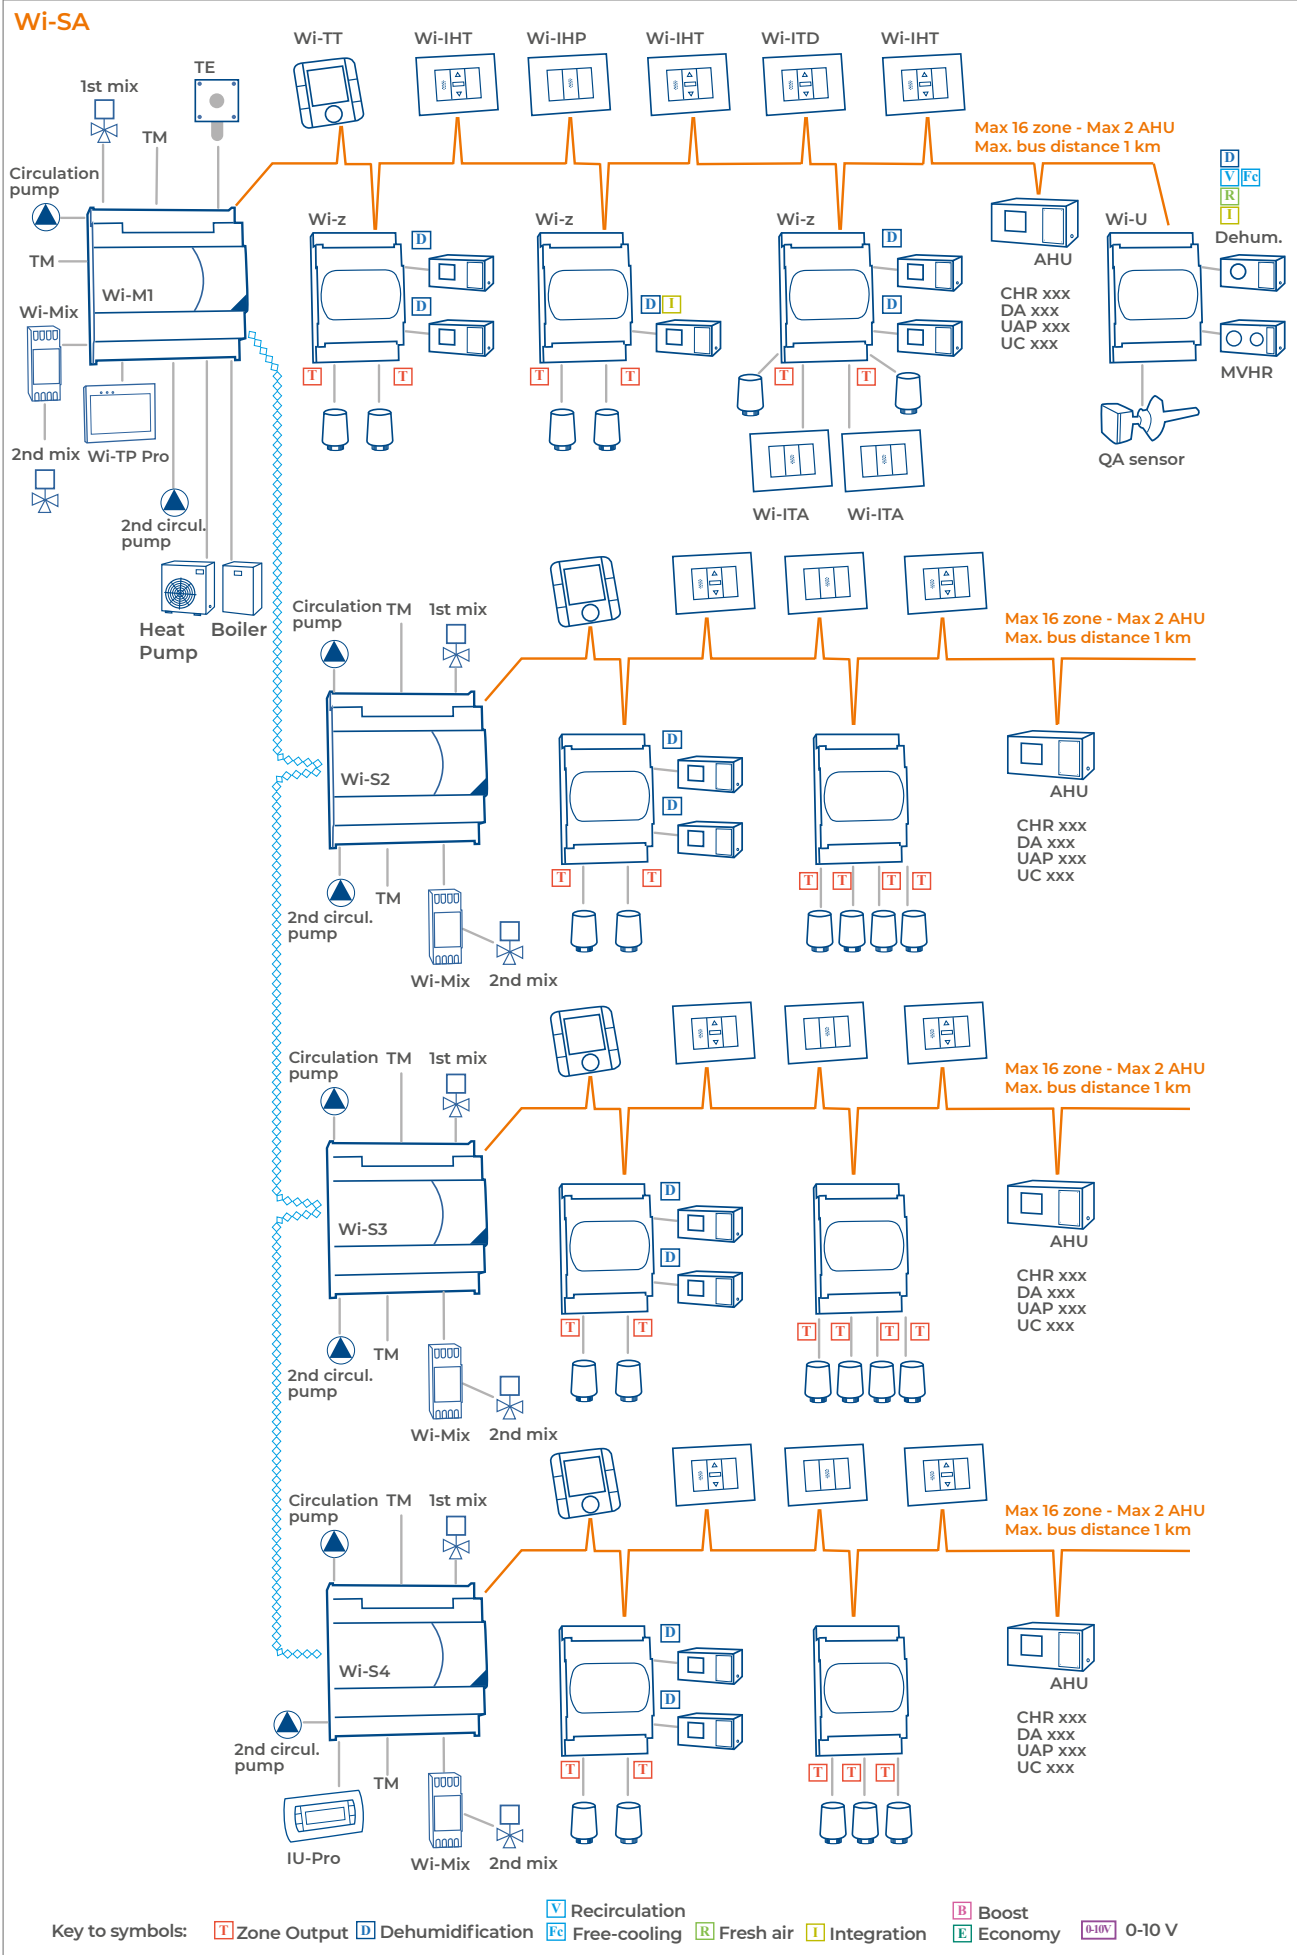 Wi-SA
Wi-TT
Wi-IHT
Wi-IHP
Wi-IHT
Wi-ITD
Wi-IHT
TE
1st mix
TM
Max 16 zone - Max 2 AHU
Max. bus distance 1 km
D
V Fc
R
I
Dehum.
Circulation
pump
TM
Wi-M1
Wi-Mix
2nd mix
Wi-TP Pro
2nd circul.
pump
Heat
Pump
Boiler
Wi-z
D
D
T
T
Wi-z
D I
T
T
Wi-z
D
D
T
T
Wi-ITA
Wi-ITA
AHU
CHR xxx
DA xxx
UAP xxx
UC xxx
Wi-U
MVHR
QA sensor
Circulation
pump
TM
1st mix
Max 16 zone - Max 2 AHU
Max. bus distance 1 km
Wi-S2
D
D
T
T
T
T
T
T
AHU
CHR xxx
DA xxx
UAP xxx
UC xxx
2nd circul.
pump
TM
Wi-Mix
2nd mix
Circulation
pump
TM
1st mix
Max 16 zone - Max 2 AHU
Max. bus distance 1 km
Wi-S3
D
D
T
T
T
T
T
T
AHU
CHR xxx
DA xxx
UAP xxx
UC xxx
2nd circul.
pump
TM
Wi-Mix
2nd mix
Circulation
pump
TM
1st mix
Max 16 zone - Max 2 AHU
Max. bus distance 1 km
Wi-S4
D
D
T
T
T
T
T
AHU
CHR xxx
DA xxx
UAP xxx
UC xxx
2nd circul.
pump
TM
IU-Pro
Wi-Mix
2nd mix
Key to symbols:
T Zone Output
D Dehumidification
V Recirculation
Fc Free-cooling
R Fresh air
I Integration
B Boost
E Economy
0-10V 0-10 V